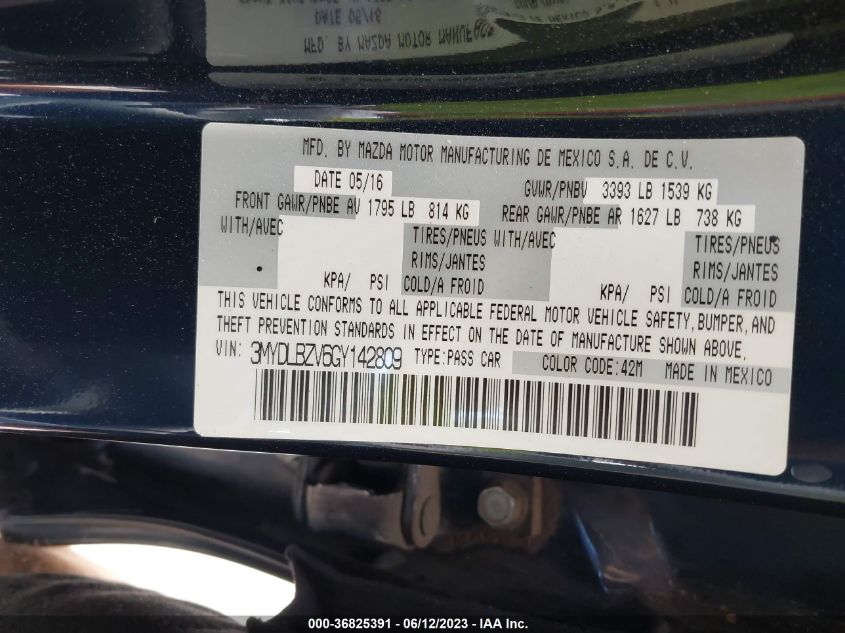 MFD. BY MAZDA MOTOR MANUFACTURING DE MEXICO S.A. DE C.V.
DATE 05/16 GVWR/PNBV 3393 LB 1539 KG
FRONT GAWR/PNBE AV 1795 LB 814 KG REAR GAWR/PNBE AR 1627 LB 738 KG
WITH/AVEC TIRES/PNEUS WITH/AVEC TIRES/PNEUS
RIMS/JANTES RIMS/JANTES
KPA/ PSI COLD/A FROID KPA/ PSI COLD/A FROID
THIS VEHICLE CONFORMS TO ALL APPLICABLE FEDERAL MOTOR VEHICLE SAFETY, BUMPER, AND
THEFT PREVENTION STANDARDS IN EFFECT ON THE DATE OF MANUFACTURE SHOWN ABOVE.
VIN: 3MYDLBZV6GY142809 TYPE:PASS CAR COLOR CODE:42M MADE IN MEXICO
000-36825391 - 06/12/2023 - IAA Inc.